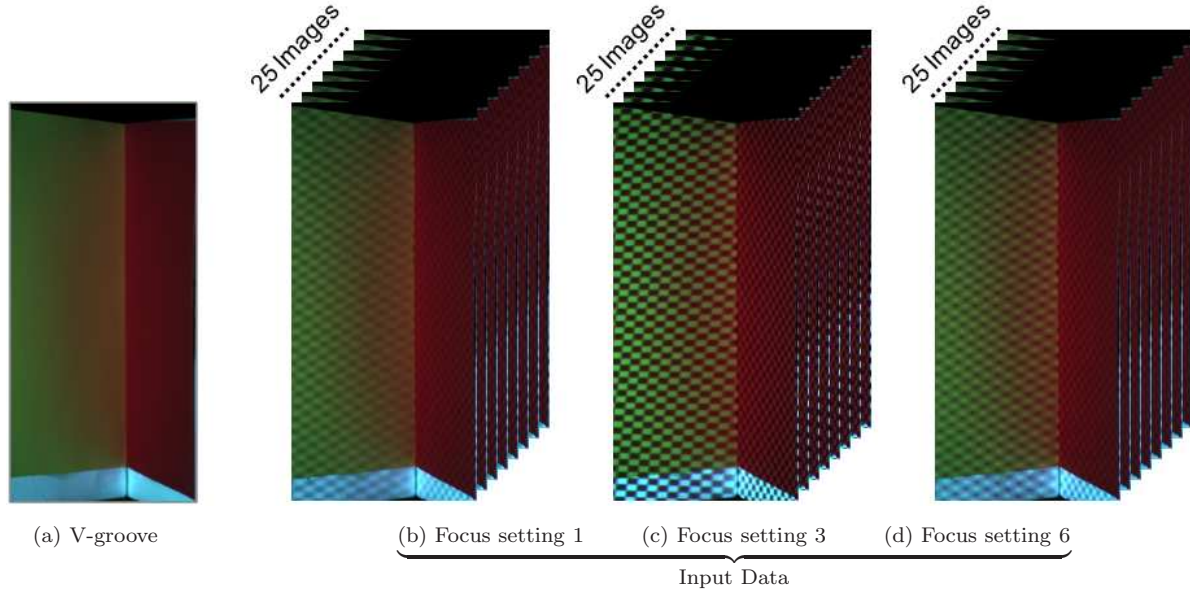 25 Images
25 Images
25 Images
(a) V-groove
(b) Focus setting 1
(c) Focus setting 3
(d) Focus setting 6
Input Data